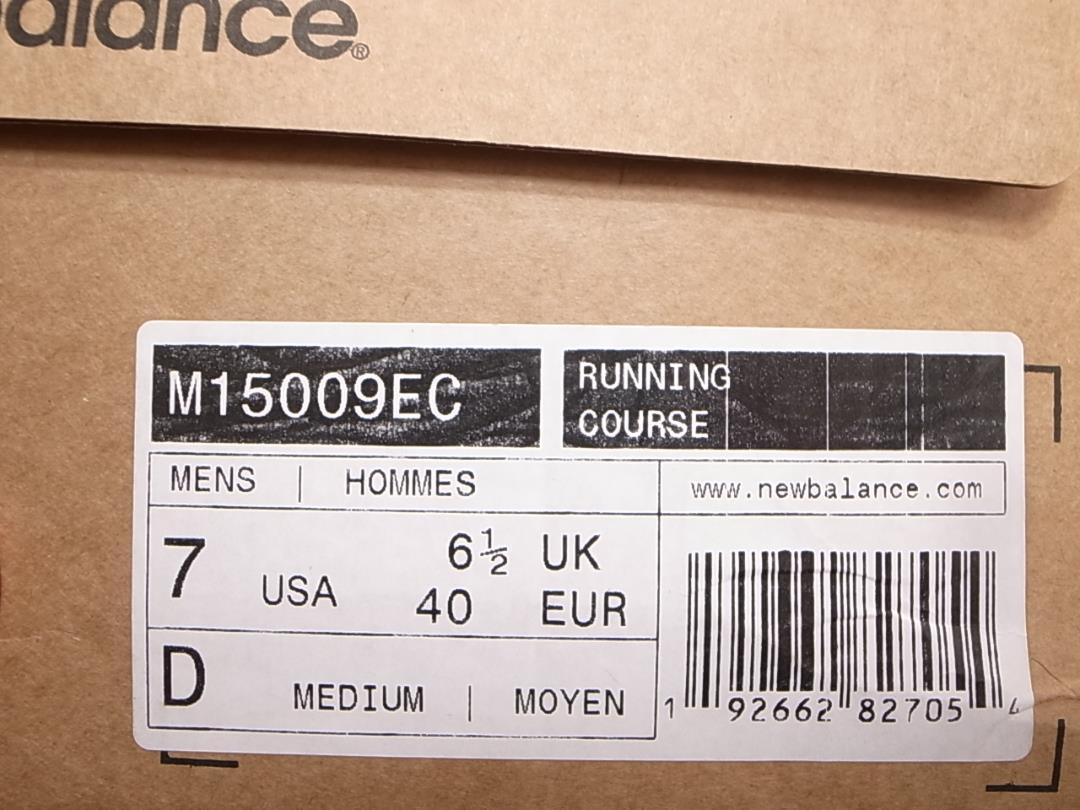 balance®
M15009EC
RUNNING
COURSE
MENS | HOMMES
www.newbalance.com
7 USA
6½ UK
40 EUR
D MEDIUM | MOYEN
1 92662 82705 4